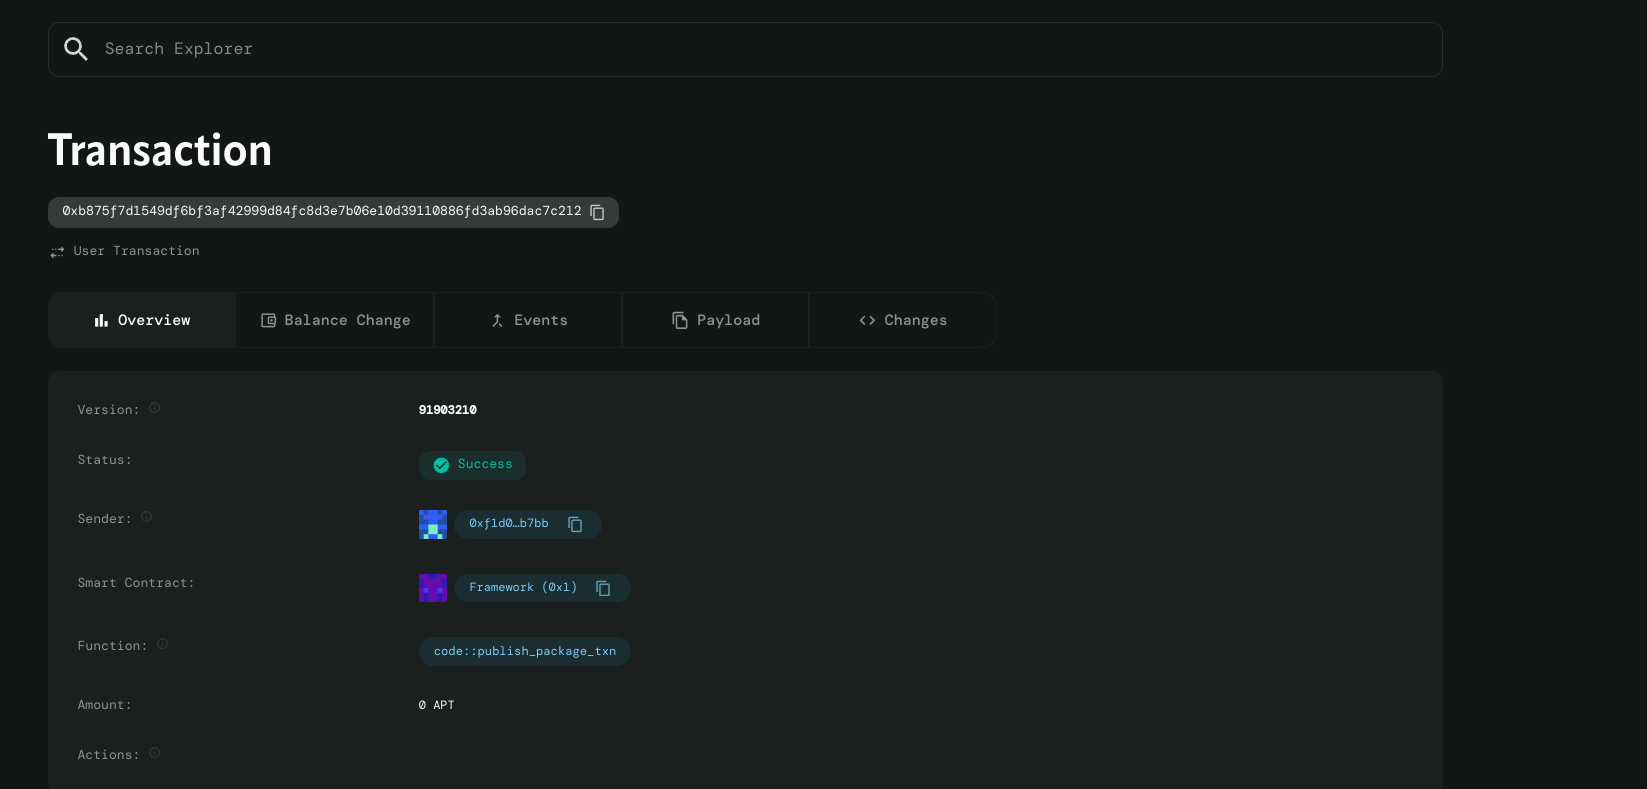 Search Explorer
Transaction
0xb875f7d1549df6bf3af42999d84fc8d3e7b06e10d39110886fd3ab96dac7c212
User Transaction
Overview Balance Change Events Payload Changes
Version: 91903210
Status: Success
Sender: 0xf1d0…b7bb
Smart Contract: Framework (0x1)
Function: code::publish_package_txn
Amount: 0 APT
Actions: